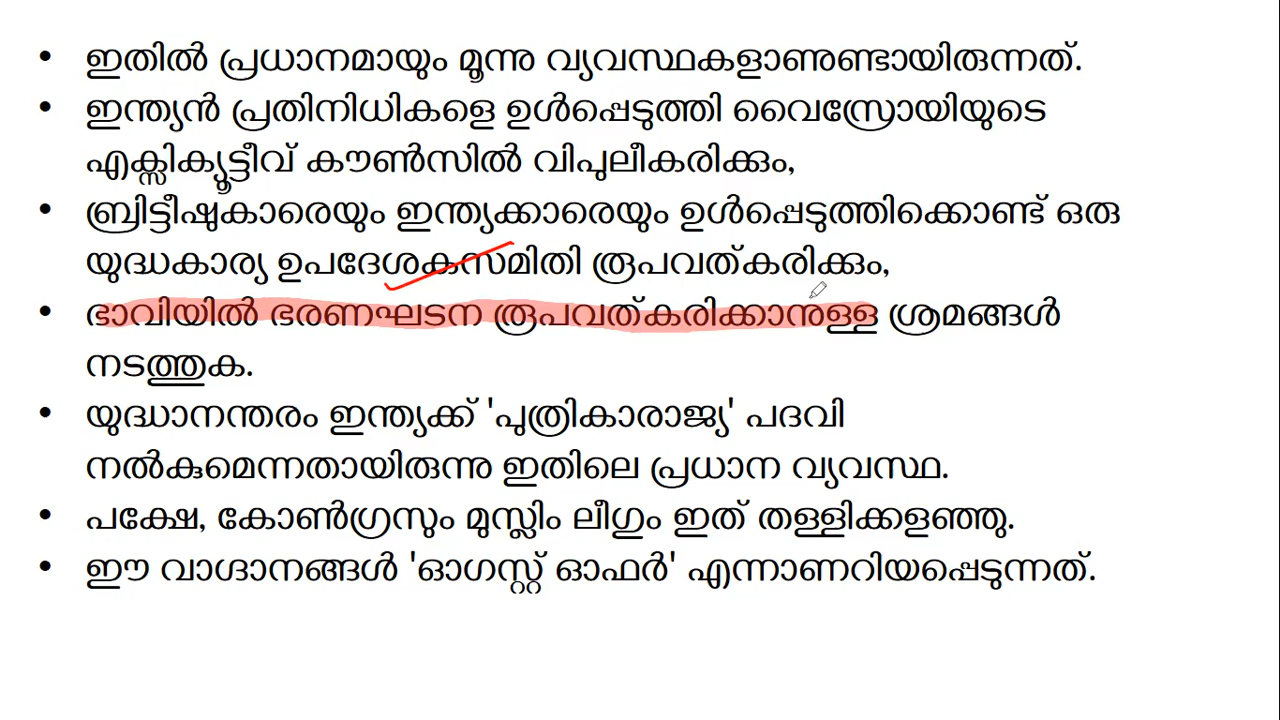 • ഇതിൽ പ്രധാനമായും മൂന്നു വ്യവസ്ഥകളാണുണ്ടായിരുന്നത്.
• ഇന്ത്യൻ പ്രതിനിധികളെ ഉൾപ്പെടുത്തി വൈസ്രോയിയുടെ
എക്സിക്യൂട്ടീവ് കൗൺസിൽ വിപുലീകരിക്കും,
• ബ്രിട്ടീഷുകാരെയും ഇന്ത്യക്കാരെയും ഉൾപ്പെടുത്തിക്കൊണ്ട് ഒരു
യുദ്ധകാര്യ ഉപദേശകസമിതി രൂപവത്കരിക്കും,
• ഭാവിയിൽ ഭരണഘടന രൂപവത്കരിക്കാനുള്ള ശ്രമങ്ങൾ
നടത്തുക.
• യുദ്ധാനന്തരം ഇന്ത്യക്ക് 'പുത്രികാരാജ്യ' പദവി
നൽകുമെന്നതായിരുന്നു ഇതിലെ പ്രധാന വ്യവസ്ഥ.
• പക്ഷേ, കോൺഗ്രസും മുസ്ലിം ലീഗും ഇത് തള്ളിക്കളഞ്ഞു.
• ഈ വാഗ്ദാനങ്ങൾ 'ഓഗസ്റ്റ് ഓഫർ' എന്നാണറിയപ്പെടുന്നത്.